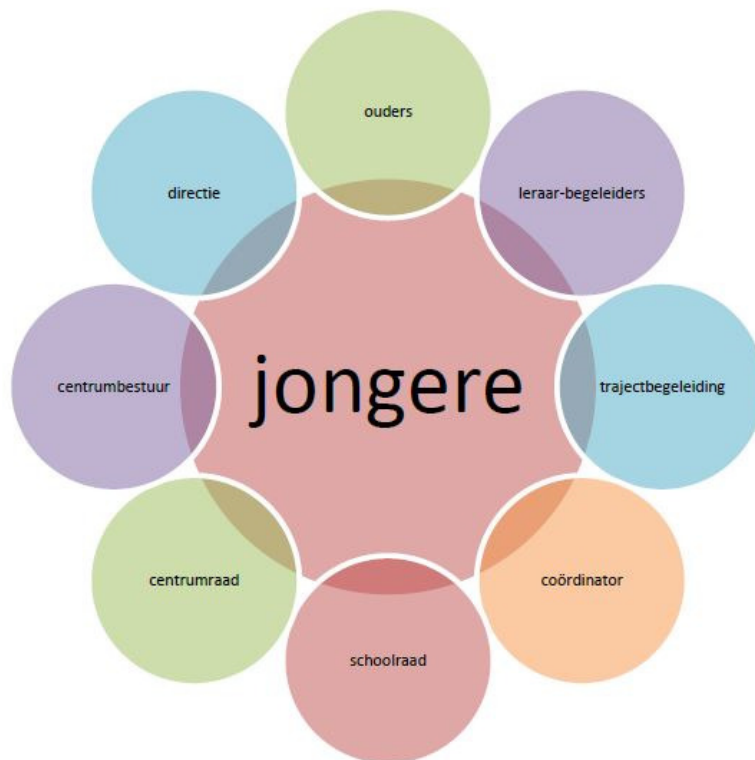 ouders
directie
leraar-begeleiders
centrumbestuur
jongere
trajectbegeleiding
centrumraad
coördinator
schoolraad